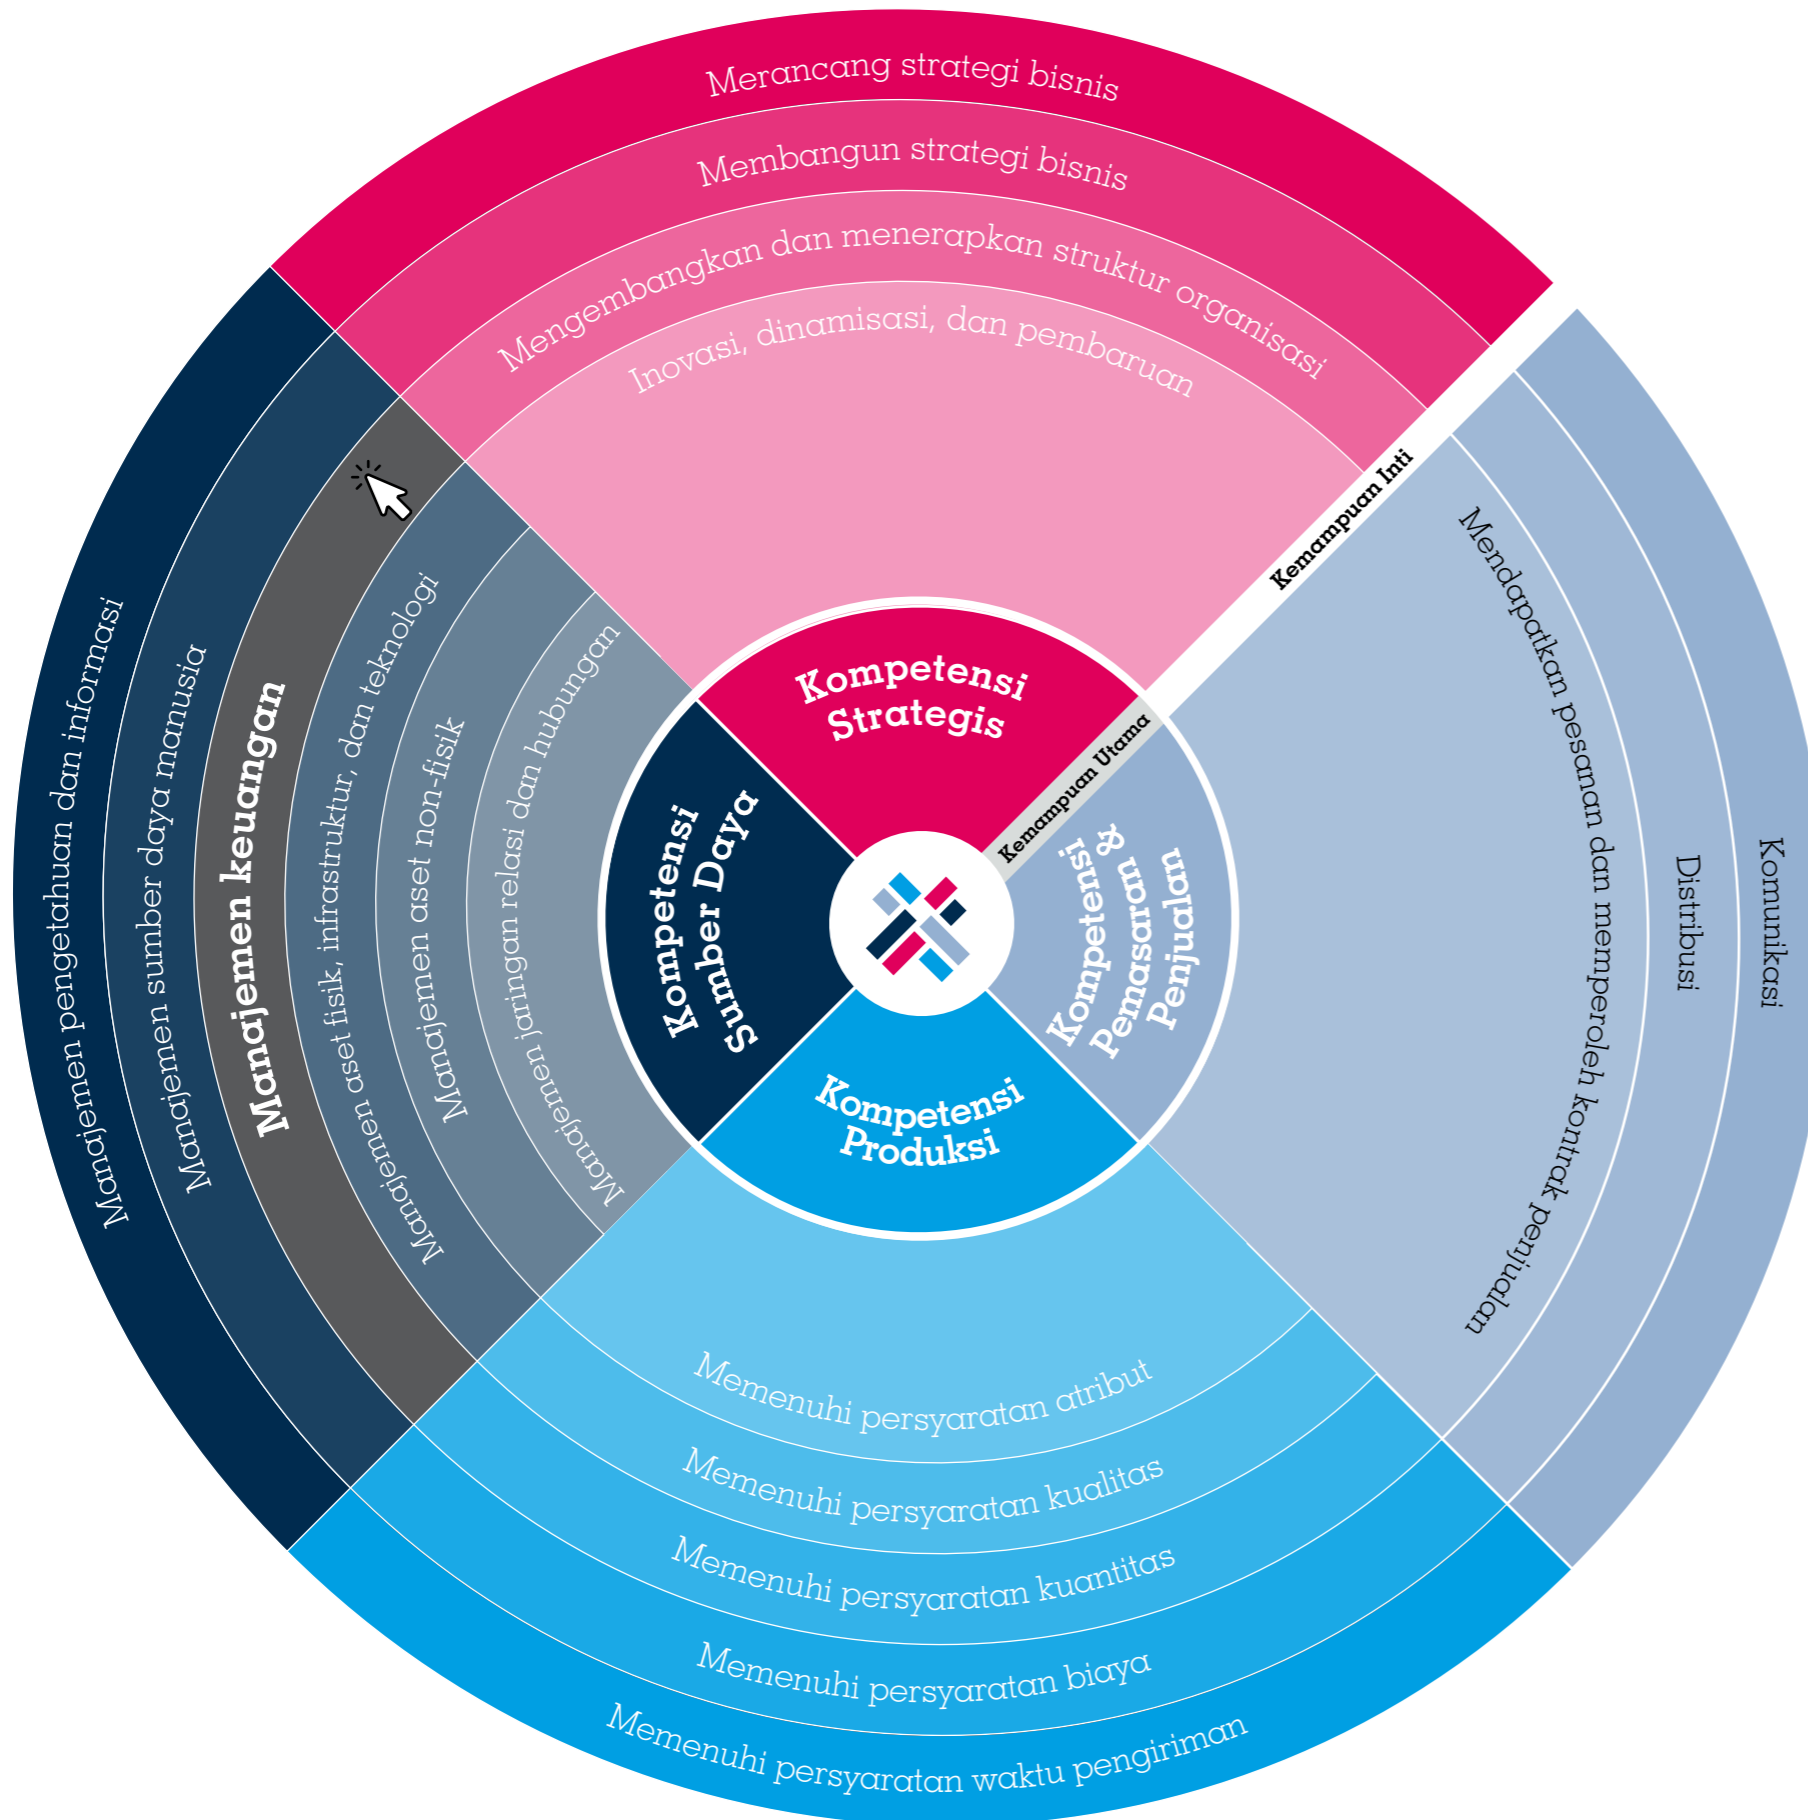 Merancang strategi bisnis
Membangun strategi bisnis
Mengembangkan dan menerapkan struktur organisasi
Inovasi, dinamisasi, dan pembaruan
Kompetensi
Strategis
Kemampuan Inti
Kemampuan Utama
Komunikasi
Distribusi
Mendapatkan pesanan dan memperoleh kontrak penjualan
Kompetensi
Pemasaran &
Penjualan
Kompetensi
Produksi
Memenuhi persyaratan atribut
Memenuhi persyaratan kualitas
Memenuhi persyaratan kuantitas
Memenuhi persyaratan biaya
Memenuhi persyaratan waktu pengiriman
Manajemen pengetahuan dan informasi
Manajemen sumber daya manusia
Manajemen keuangan
Manajemen aset fisik, infrastruktur, dan teknologi
Manajemen aset non-fisik
Manajemen jaringan relasi dan hubungan
Kompetensi
Sumber Daya